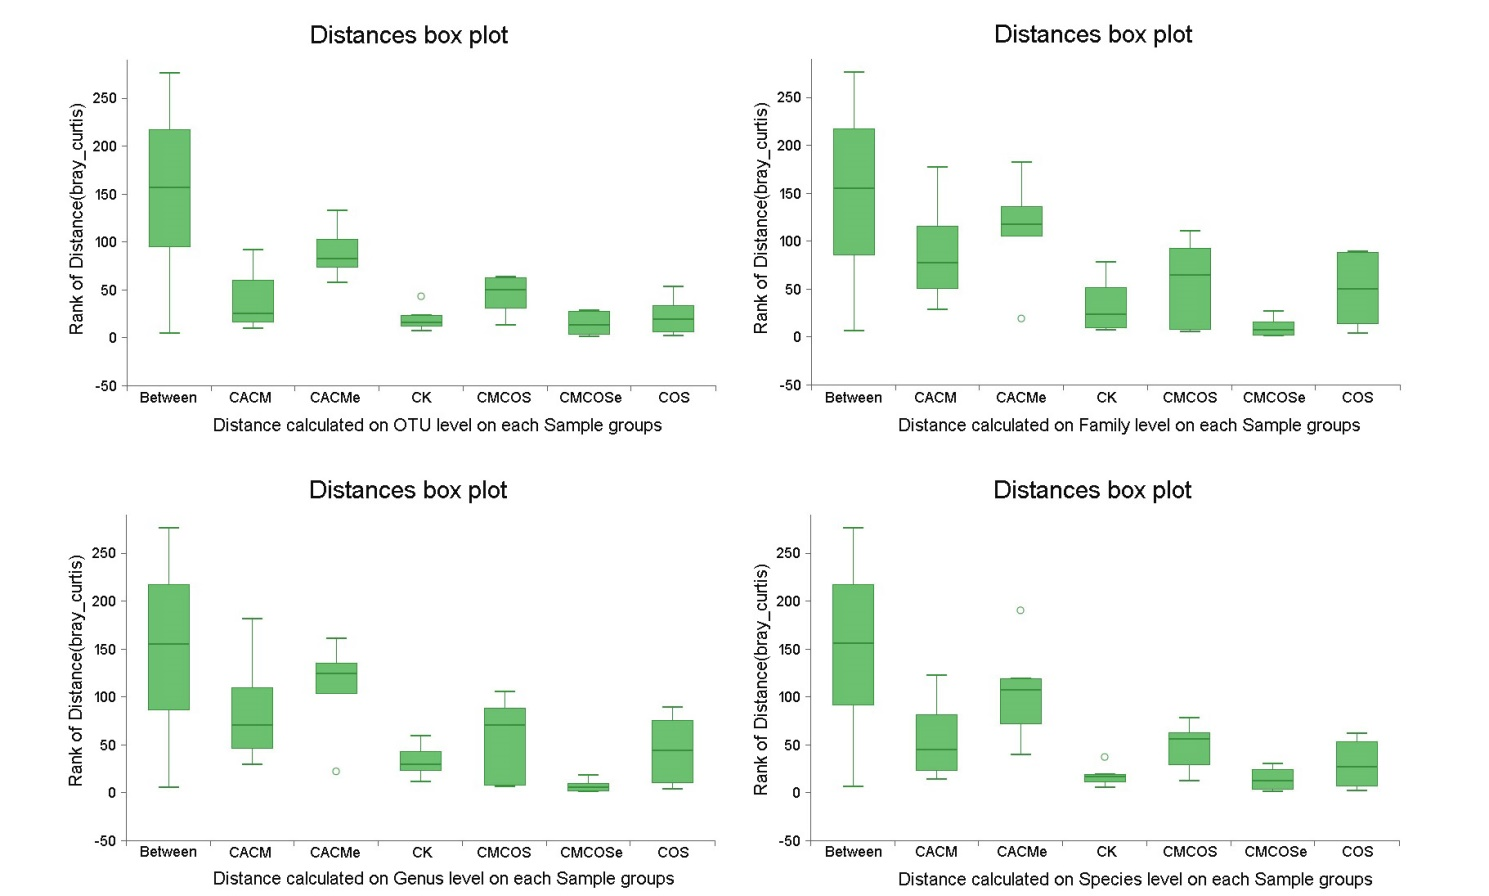 Distances box plot
Rank of Distance(bray_curtis)
250
200
150
100
50
0
-50
Between CACM CACMe CK CMCOS CMCOSe COS
Distance calculated on OTU level on each Sample groups
Distances box plot
Rank of Distance(bray_curtis)
250
200
150
100
50
0
-50
Between CACM CACMe CK CMCOS CMCOSe COS
Distance calculated on Family level on each Sample groups
Distances box plot
Rank of Distance(bray_curtis)
250
200
150
100
50
0
-50
Between CACM CACMe CK CMCOS CMCOSe COS
Distance calculated on Genus level on each Sample groups
Distances box plot
Rank of Distance(bray_curtis)
250
200
150
100
50
0
-50
Between CACM CACMe CK CMCOS CMCOSe COS
Distance calculated on Species level on each Sample groups